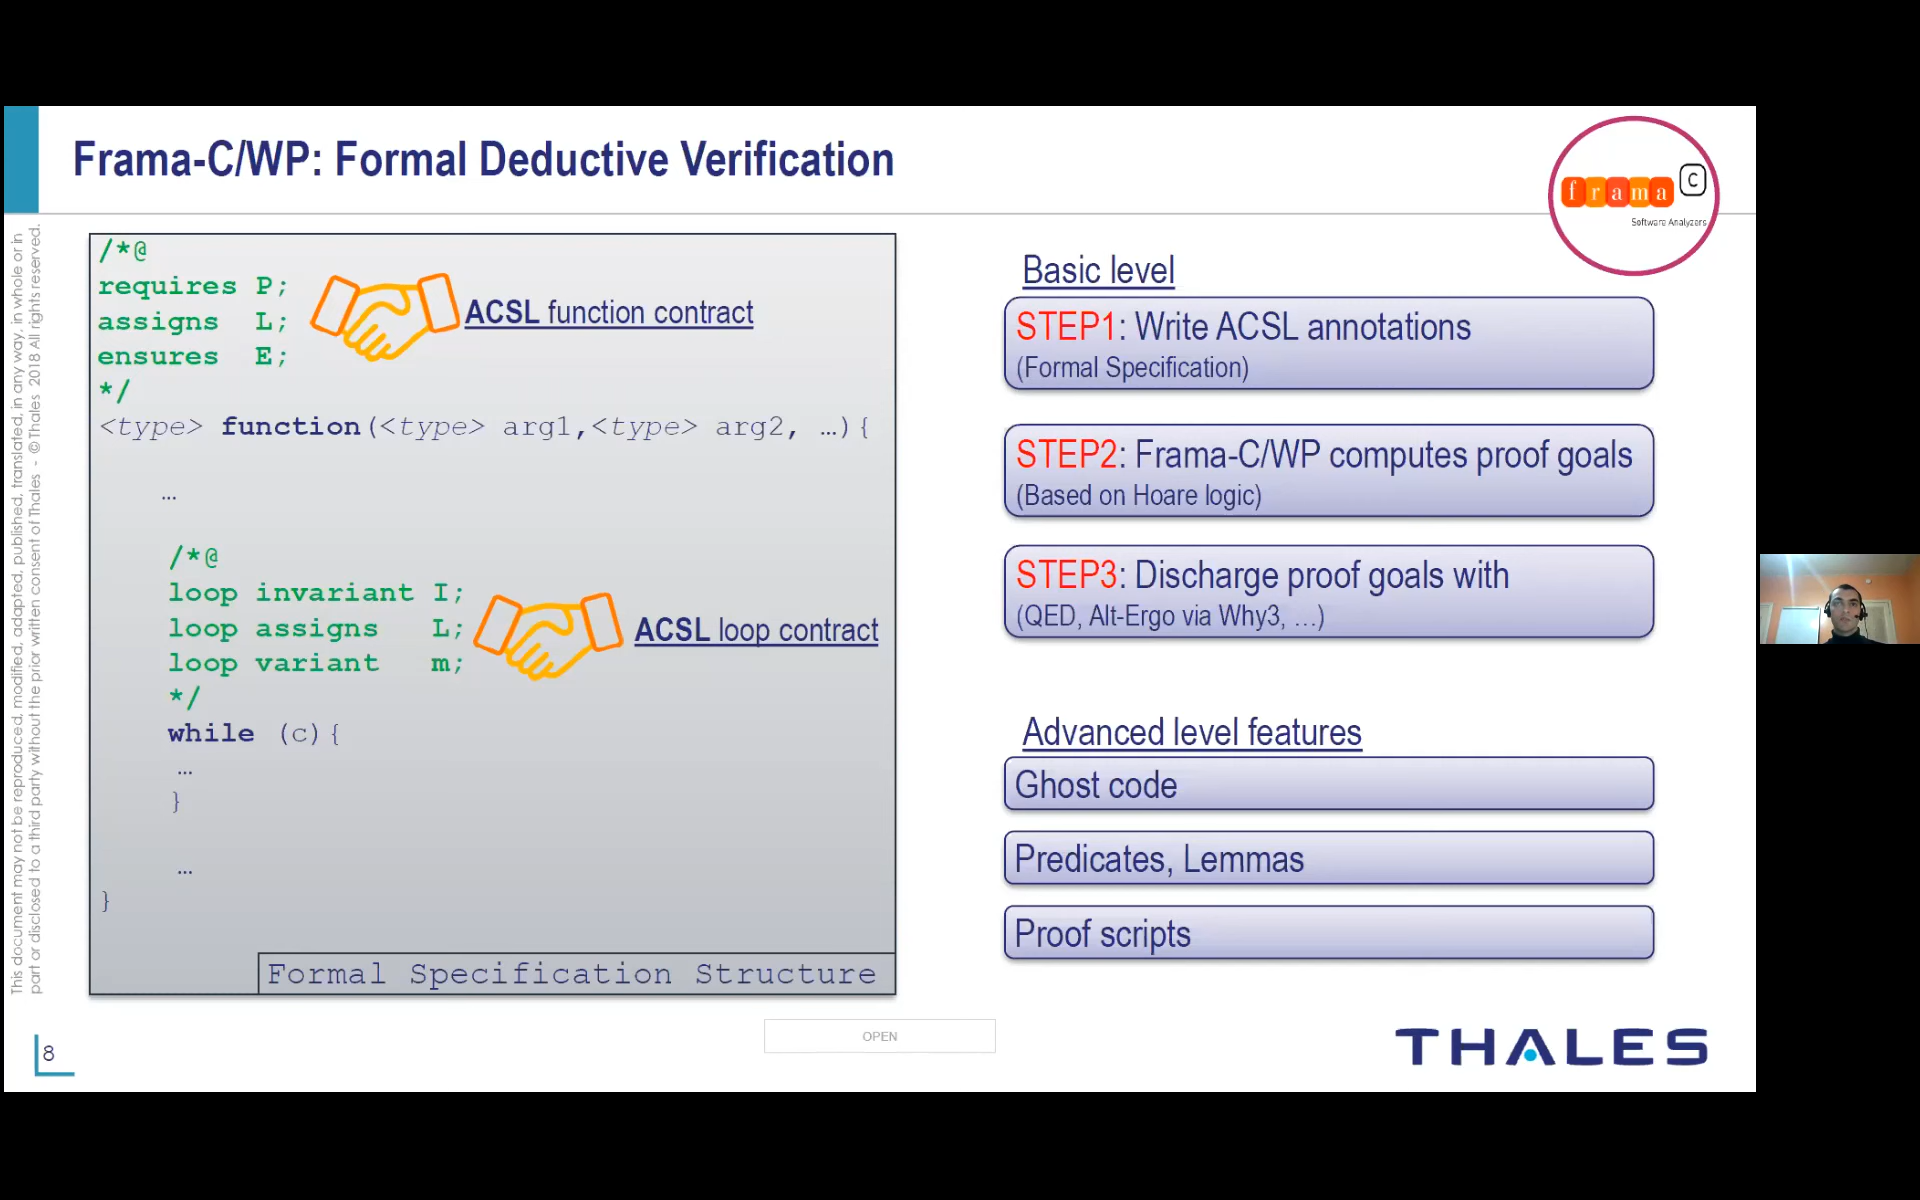 Frama-C/WP: Formal Deductive Verification
frama C
Software Analyzers
This document may not be reproduced, modified, adapted, published, translated, in any way, in whole or in
part or disclosed to a third party without the prior written consent of Thales - © Thales 2018 All rights reserved.
/*@
requires P;
assigns L;
ensures E;
*/
ACSL function contract
<type> function(<type> arg1,<type> arg2, …){
…
/*@
loop invariant I;
loop assigns L;
loop variant m;
*/
ACSL loop contract
while (c){
…
}
…
}
Formal Specification Structure
Basic level
STEP1: Write ACSL annotations
(Formal Specification)
STEP2: Frama-C/WP computes proof goals
(Based on Hoare logic)
STEP3: Discharge proof goals with
(QED, Alt-Ergo via Why3, …)
Advanced level features
Ghost code
Predicates, Lemmas
Proof scripts
8
OPEN
THALES